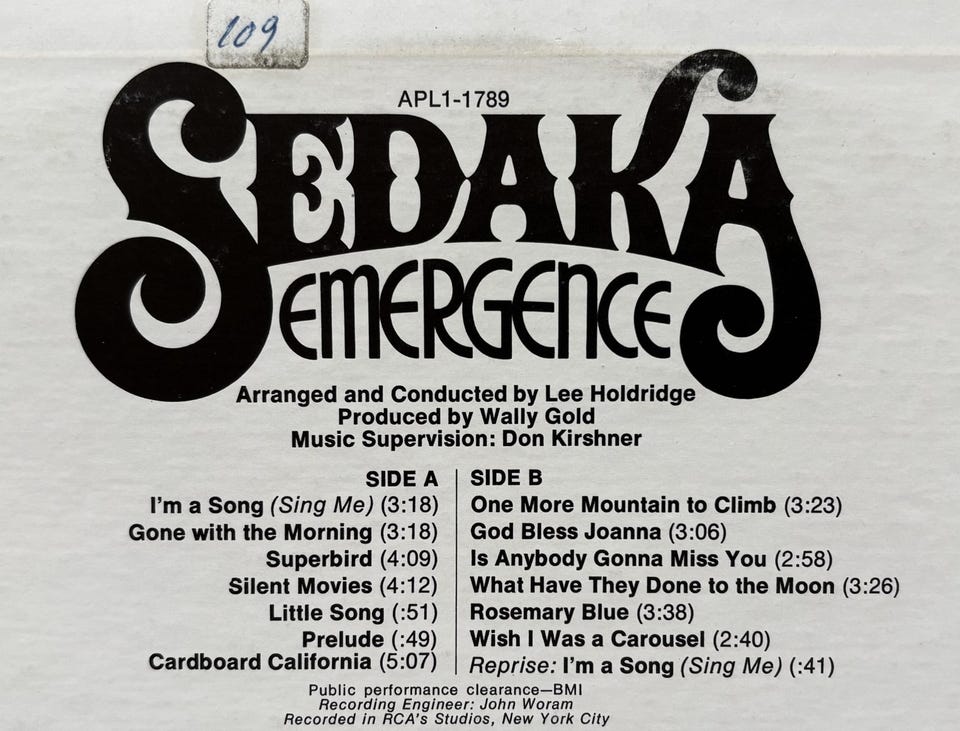 109
APL1-1789
SEDAKA
EMERGENCE
Arranged and Conducted by Lee Holdridge
Produced by Wally Gold
Music Supervision: Don Kirshner
SIDE A
I'm a Song (Sing Me) (3:18)
Gone with the Morning (3:18)
Superbird (4:09)
Silent Movies (4:12)
Little Song (:51)
Prelude (:49)
Cardboard California (5:07)
SIDE B
One More Mountain to Climb (3:23)
God Bless Joanna (3:06)
Is Anybody Gonna Miss You (2:58)
What Have They Done to the Moon (3:26)
Rosemary Blue (3:38)
Wish I Was a Carousel (2:40)
Reprise: I'm a Song (Sing Me) (:41)
Public performance clearance—BMI
Recording Engineer: John Woram
Recorded in RCA's Studios, New York City